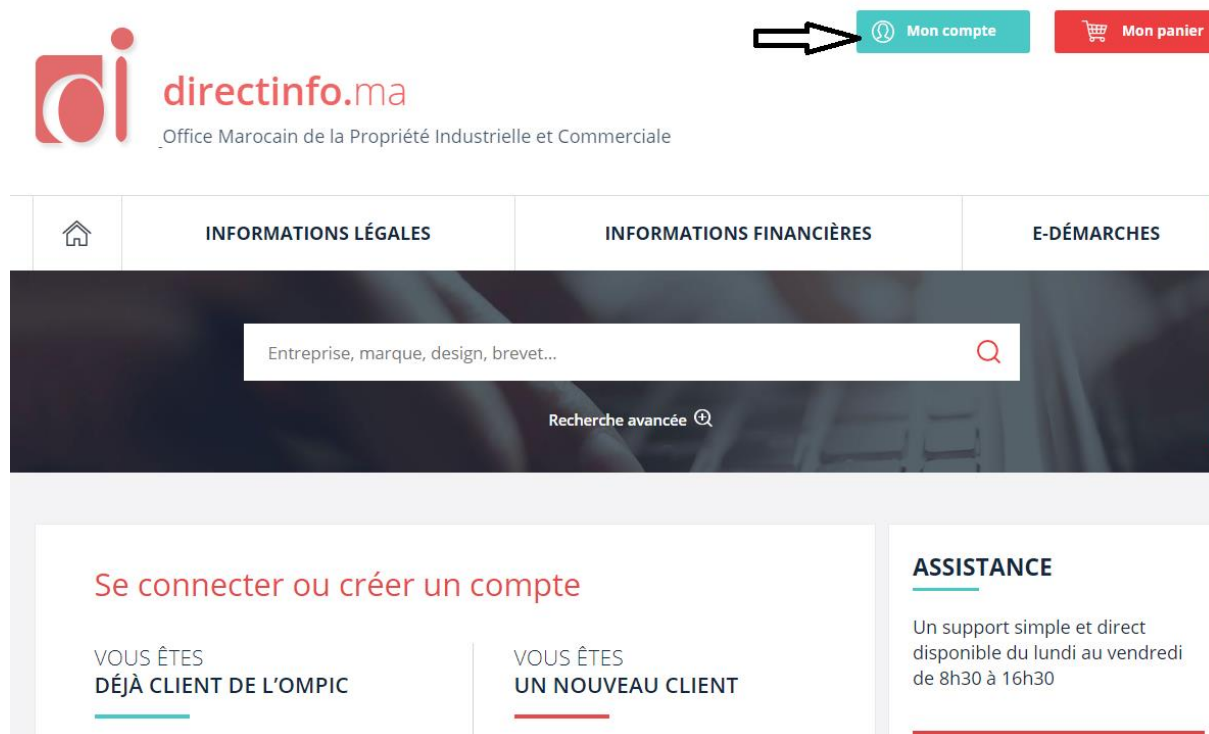 Mon compte
Mon panier
di
directinfo.ma
Office Marocain de la Propriété Industrielle et Commerciale
INFORMATIONS LÉGALES
INFORMATIONS FINANCIÈRES
E-DÉMARCHES
Entreprise, marque, design, brevet...
Recherche avancée
Se connecter ou créer un compte
VOUS ÊTES
DÉJÀ CLIENT DE L’OMPIC
VOUS ÊTES
UN NOUVEAU CLIENT
ASSISTANCE
Un support simple et direct
disponible du lundi au vendredi
de 8h30 à 16h30